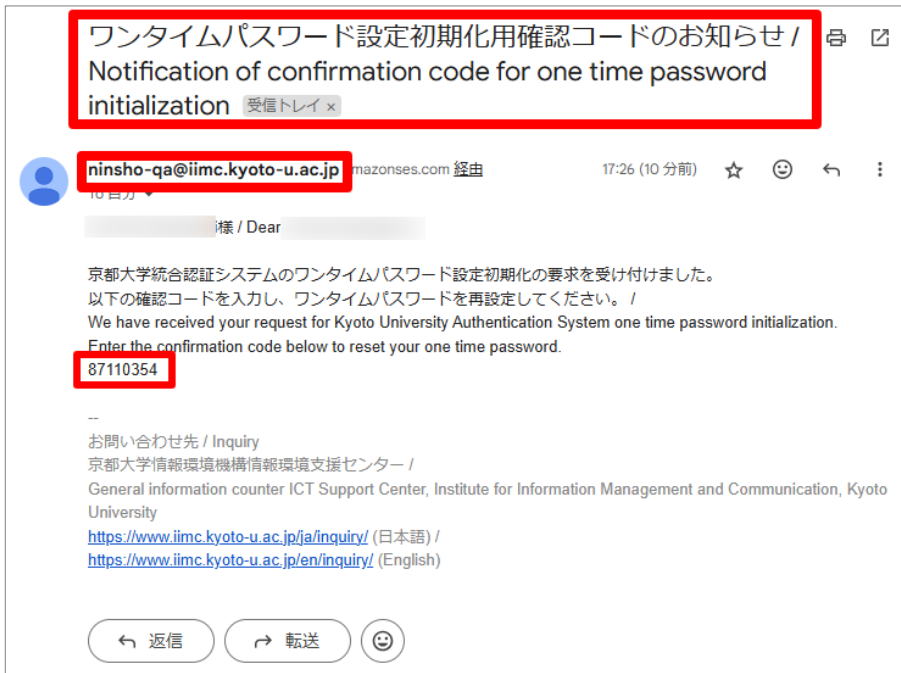 ワンタイムパスワード設定初期化用確認コードのお知らせ /
Notification of confirmation code for one time password
initialization 受信トレイ ×
ninsho-qa@iimc.kyoto-u.ac.jp mazonses.com 経由 17:26 (10 分前)
様 / Dear
京都大学統合認証システムのワンタイムパスワード設定初期化の要求を受け付けました。
以下の確認コードを入力し、ワンタイムパスワードを再設定してください。 /
We have received your request for Kyoto University Authentication System one time password initialization.
Enter the confirmation code below to reset your one time password.
87110354
--
お問い合わせ先 / Inquiry
京都大学情報環境機構情報環境支援センター /
General information counter ICT Support Center, Institute for Information Management and Communication, Kyoto
University
https://www.iimc.kyoto-u.ac.jp/ja/inquiry/ (日本語) /
https://www.iimc.kyoto-u.ac.jp/en/inquiry/ (English)
返信 転送